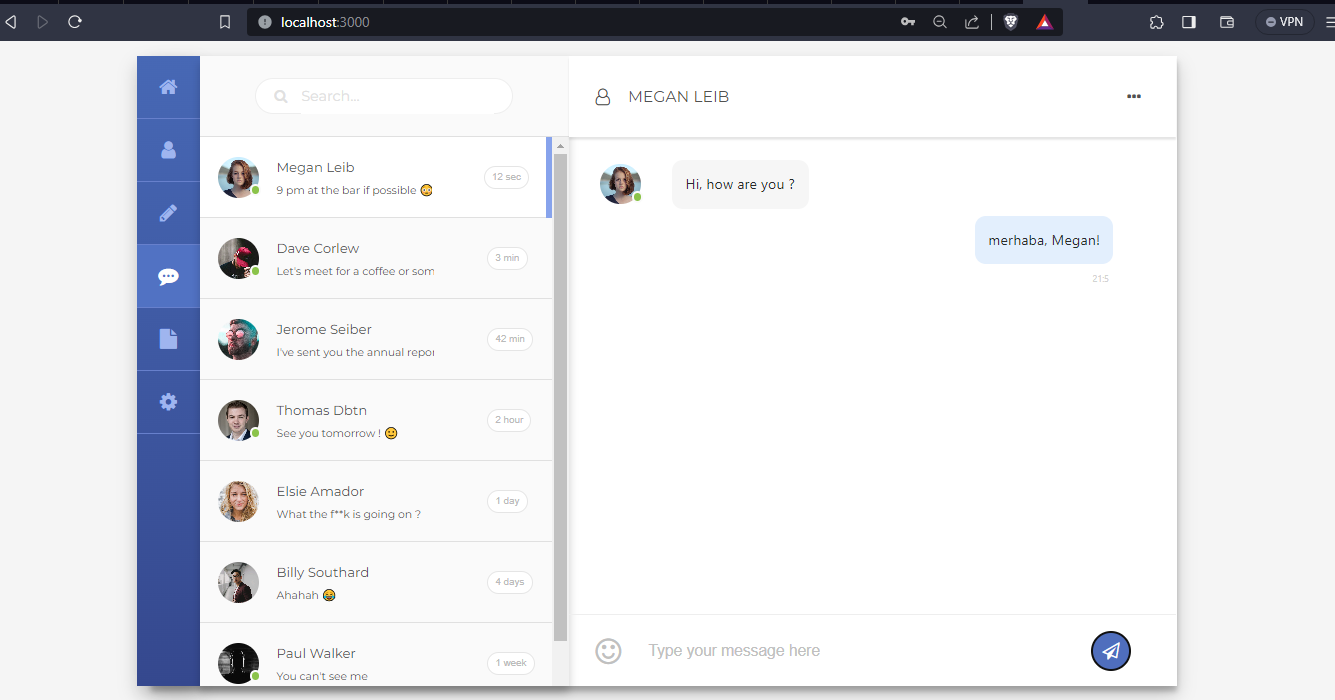 localhost:3000
VPN
Search...
MEGAN LEIB
Megan Leib
12 sec
9 pm at the bar if possible 😳
Dave Corlew
3 min
Let's meet for a coffee or som
Jerome Seiber
42 min
I've sent you the annual repor
Thomas Dbtn
2 hour
See you tomorrow ! 🙂
Elsie Amador
1 day
What the f**k is going on ?
Billy Southard
4 days
Ahahah 😂
Paul Walker
1 week
You can't see me
Hi, how are you ?
merhaba, Megan!
21:5
Type your message here